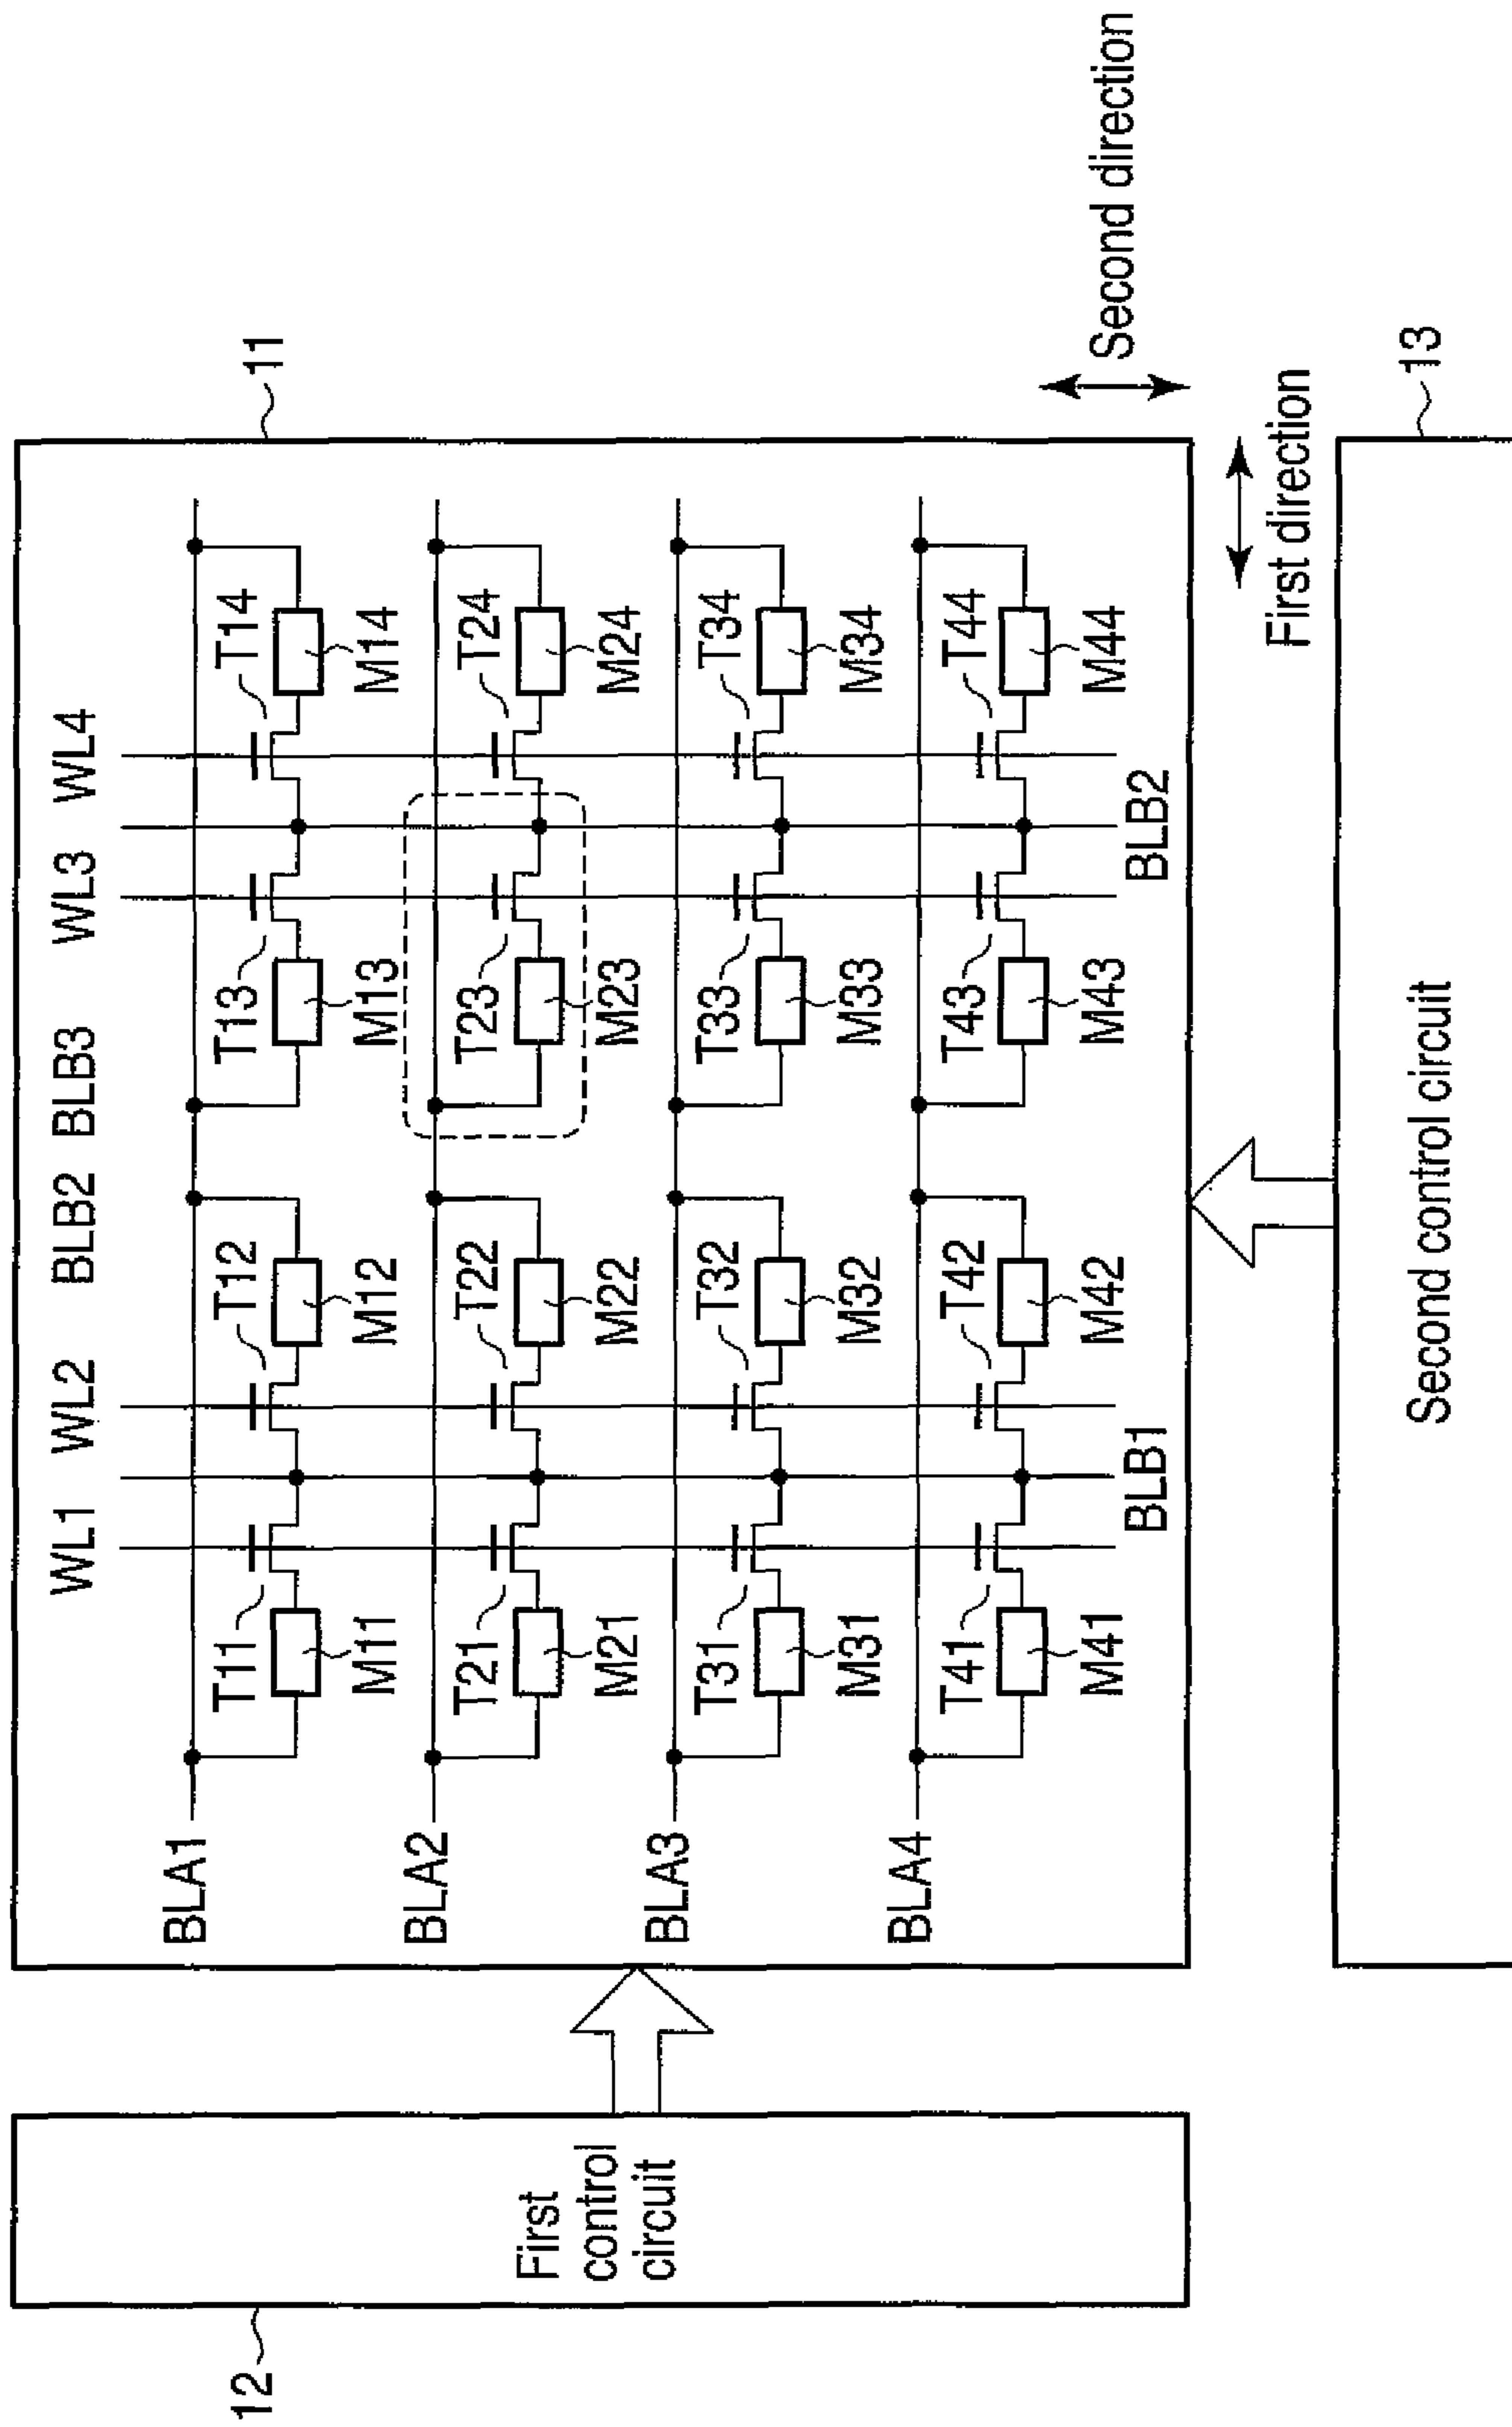 WL1 WL2 BLB2 BLB3 WL3 WL4
11
BLA1
T11 T12 T13 T14
M11 M12 M13 M14
BLA2
T21 T22 T23 T24
M21 M22 M23 M24
BLA3
T31 T32 T33 T34
M31 M32 M33 M34
BLA4
T41 T42 T43 T44
M41 M42 M43 M44
BLB1 BLB2
12
First
control
circuit
Second direction
First direction
13
Second control circuit